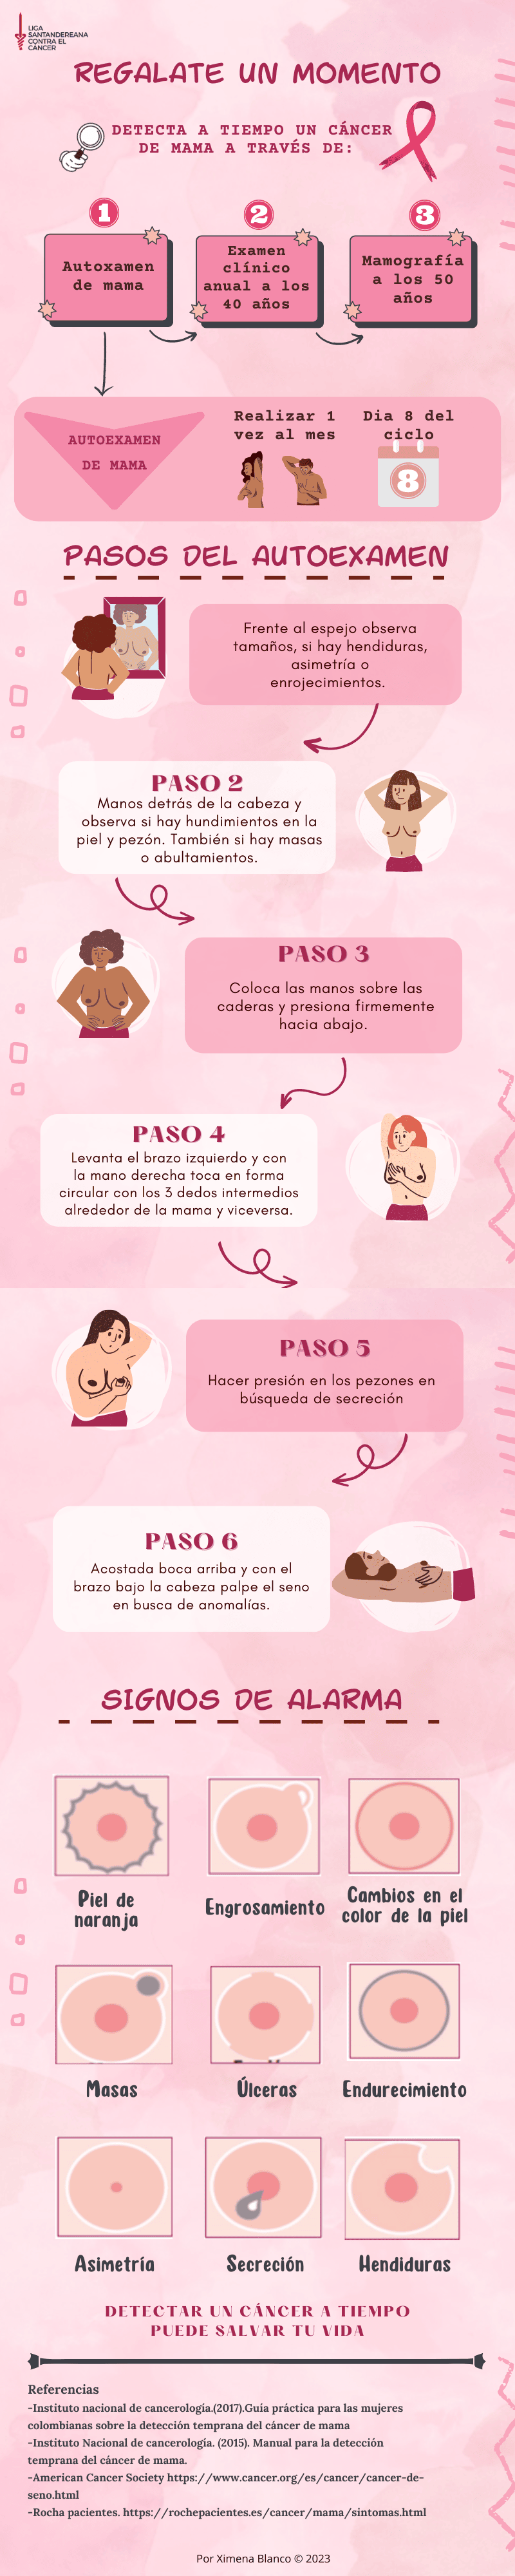 LIGA
SANTANDEREANA
CONTRA EL
CÁNCER
REGALATE UN MOMENTO
DETECTA A TIEMPO UN CÁNCER
DE MAMA A TRAVÉS DE:
1
2
3
Autoxamen
de mama
Examen
clínico
anual a los
40 años
Mamografía
a los 50
años
AUTOEXAMEN
DE MAMA
Realizar 1
vez al mes
Dia 8 del
ciclo
8
PASOS DEL AUTOEXAMEN
Frente al espejo observa
tamaños, si hay hendiduras,
asimetría o
enrojecimientos.
PASO 2
Manos detrás de la cabeza y
observa si hay hundimientos en la
piel y pezón. También si hay masas
o abultamientos.
PASO 3
Coloca las manos sobre las
caderas y presiona firmemente
hacia abajo.
PASO 4
Levanta el brazo izquierdo y con
la mano derecha toca en forma
circular con los 3 dedos intermedios
alrededor de la mama y viceversa.
PASO 5
Hacer presión en los pezones en
búsqueda de secreción
PASO 6
Acostada boca arriba y con el
brazo bajo la cabeza palpe el seno
en busca de anomalías.
SIGNOS DE ALARMA
Piel de
naranja
Engrosamiento
Cambios en el
color de la piel
Masas
Úlceras
Endurecimiento
Asimetría
Secreción
Hendiduras
DETECTAR UN CÁNCER A TIEMPO
PUEDE SALVAR TU VIDA
Referencias
-Instituto nacional de cancerología.(2017).Guía práctica para las mujeres
colombianas sobre la detección temprana del cáncer de mama
-Instituto Nacional de cancerología. (2015). Manual para la detección
temprana del cáncer de mama.
-American Cancer Society https://www.cancer.org/es/cancer/cancer-de-
seno.html
-Rocha pacientes. https://rochepacientes.es/cancer/mama/sintomas.html
Por Ximena Blanco © 2023